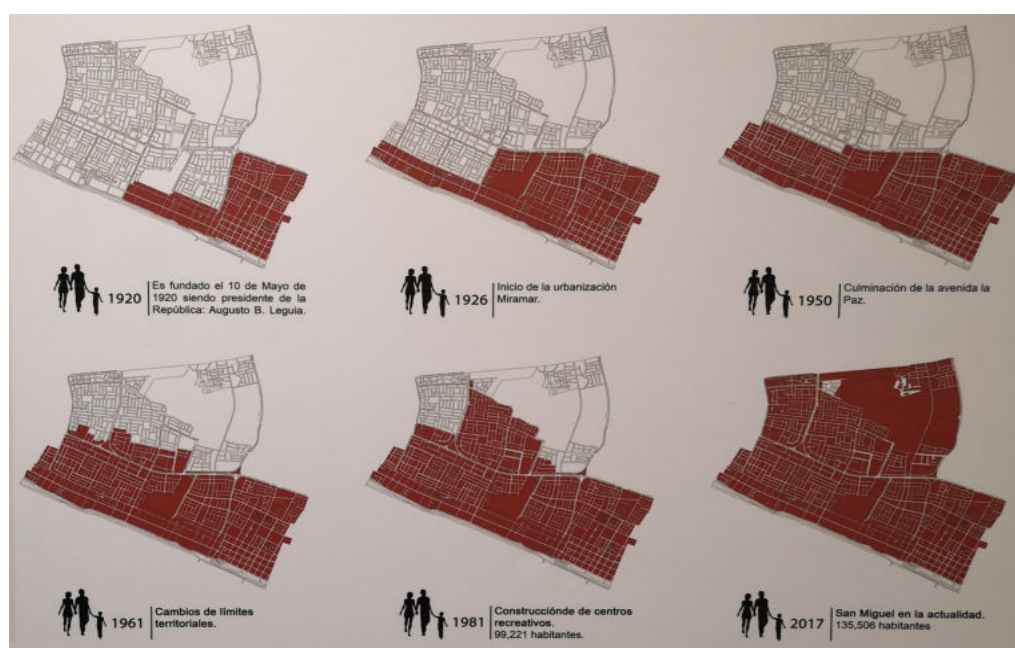 1920
Es fundado el 10 de Mayo de
1920 siendo presidente de la
República: Augusto B. Leguia.
1926
Inicio de la urbanización
Miramar.
1950
Culminación de la avenida la
Paz.
1961
Cambios de límites
territoriales.
1981
Construcciónde de centros
recreativos.
99,221 habitantes.
2017
San Miguel en la actualidad.
135,506 habitantes